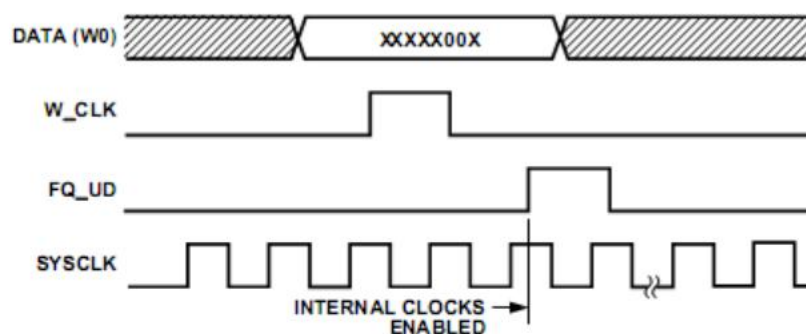 DATA (W0)
XXXXX00X
W_CLK
FQ_UD
SYSCLK
INTERNAL CLOCKS
ENABLED